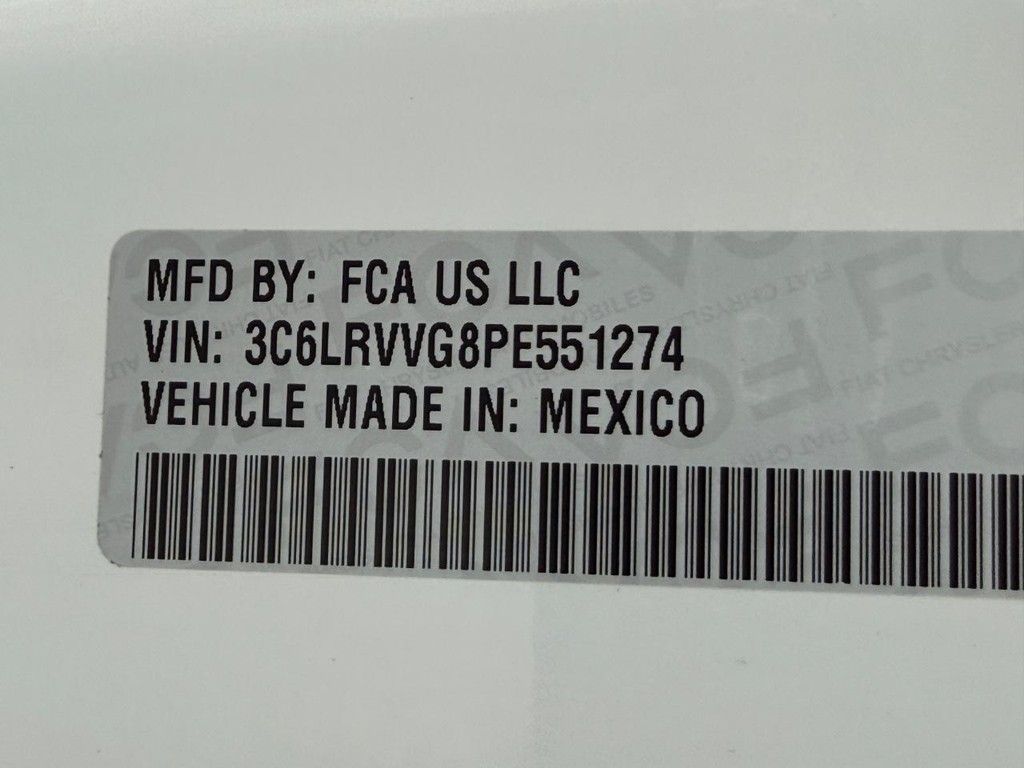 MFD BY: FCA US LLC
VIN: 3C6LRVVG8PE551274
VEHICLE MADE IN: MEXICO